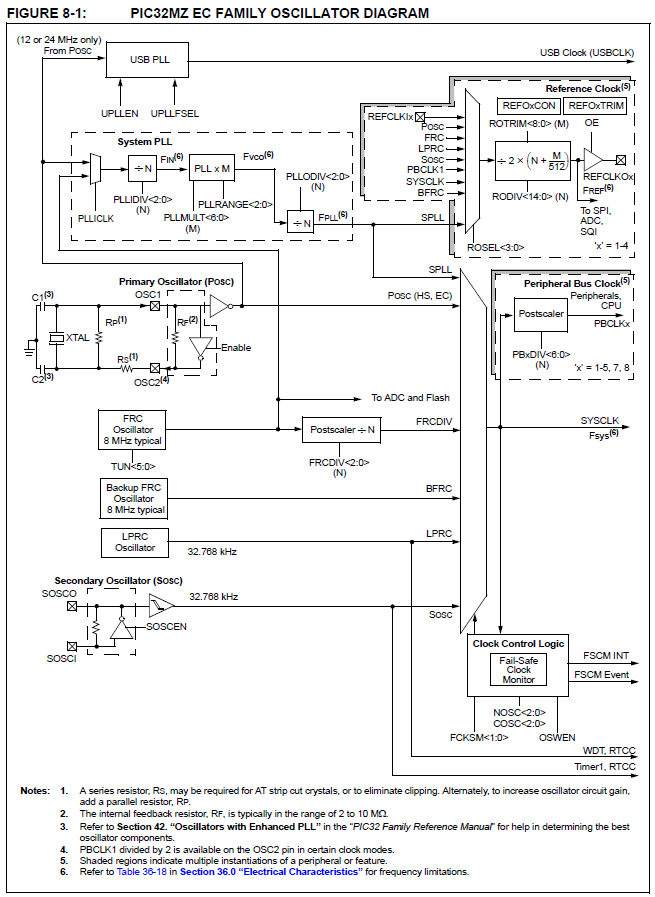 FIGURE 8-1: PIC32MZ EC FAMILY OSCILLATOR DIAGRAM
(12 or 24 MHz only)
From POSC
USB PLL
USB Clock (USBCLK)
UPLLEN
UPLLFSEL
Reference Clock(5)
REFOxCON
REFOxTRIM
REFCLKIx
POSC
FRC
LPRC
SOSC
PBCLK1
SYSCLK
BFRC
SPLL
ROTRIM<8:0> (M)
OE
÷ 2 × (N + M/512)
REFCLKOx
FREF(6)
RODIV<14:0> (N)
To SPI,
ADC,
SQI
ROSEL<3:0>
'x' = 1-4
System PLL
FIN(6)
÷ N
PLL x M
FVCO(6)
PLLODIV<2:0>
(N)
PLLIDIV<2:0>
(N)
PLLRANGE<2:0>
PLLICLK
PLLMULT<6:0>
(M)
÷ N
FPLL(6)
SPLL
Primary Oscillator (POSC)
C1(3)
OSC1
POSC (HS, EC)
RP(1)
RF(2)
XTAL
Enable
RS(1)
C2(3)
OSC2(4)
Peripheral Bus Clock(5)
Peripherals,
CPU
Postscaler
PBCLKx
PBxDIV<6:0>
(N)
'x' = 1-5, 7, 8
To ADC and Flash
FRC
Oscillator
8 MHz typical
Postscaler ÷ N
FRCDIV
SYSCLK
FSYS(6)
TUN<5:0>
FRCDIV<2:0>
(N)
Backup FRC
Oscillator
8 MHz typical
BFRC
LPRC
Oscillator
32.768 kHz
LPRC
Secondary Oscillator (SOSC)
SOSCO
32.768 kHz
SOSC
SOSCEN
SOSCI
Clock Control Logic
Fail-Safe
Clock
Monitor
FSCM INT
FSCM Event
NOSC<2:0>
COSC<2:0>
FCKSM<1:0>
OSWEN
WDT, RTCC
Timer1, RTCC
Notes: 1. A series resistor, RS, may be required for AT strip cut crystals, or to eliminate clipping. Alternately, to increase oscillator circuit gain,
add a parallel resistor, RP.
2. The internal feedback resistor, RF, is typically in the range of 2 to 10 MΩ.
3. Refer to Section 42. “Oscillators with Enhanced PLL” in the “PIC32 Family Reference Manual” for help in determining the best
oscillator components.
4. PBCLK1 divided by 2 is available on the OSC2 pin in certain clock modes.
5. Shaded regions indicate multiple instantiations of a peripheral or feature.
6. Refer to Table 36-18 in Section 36.0 “Electrical Characteristics” for frequency limitations.